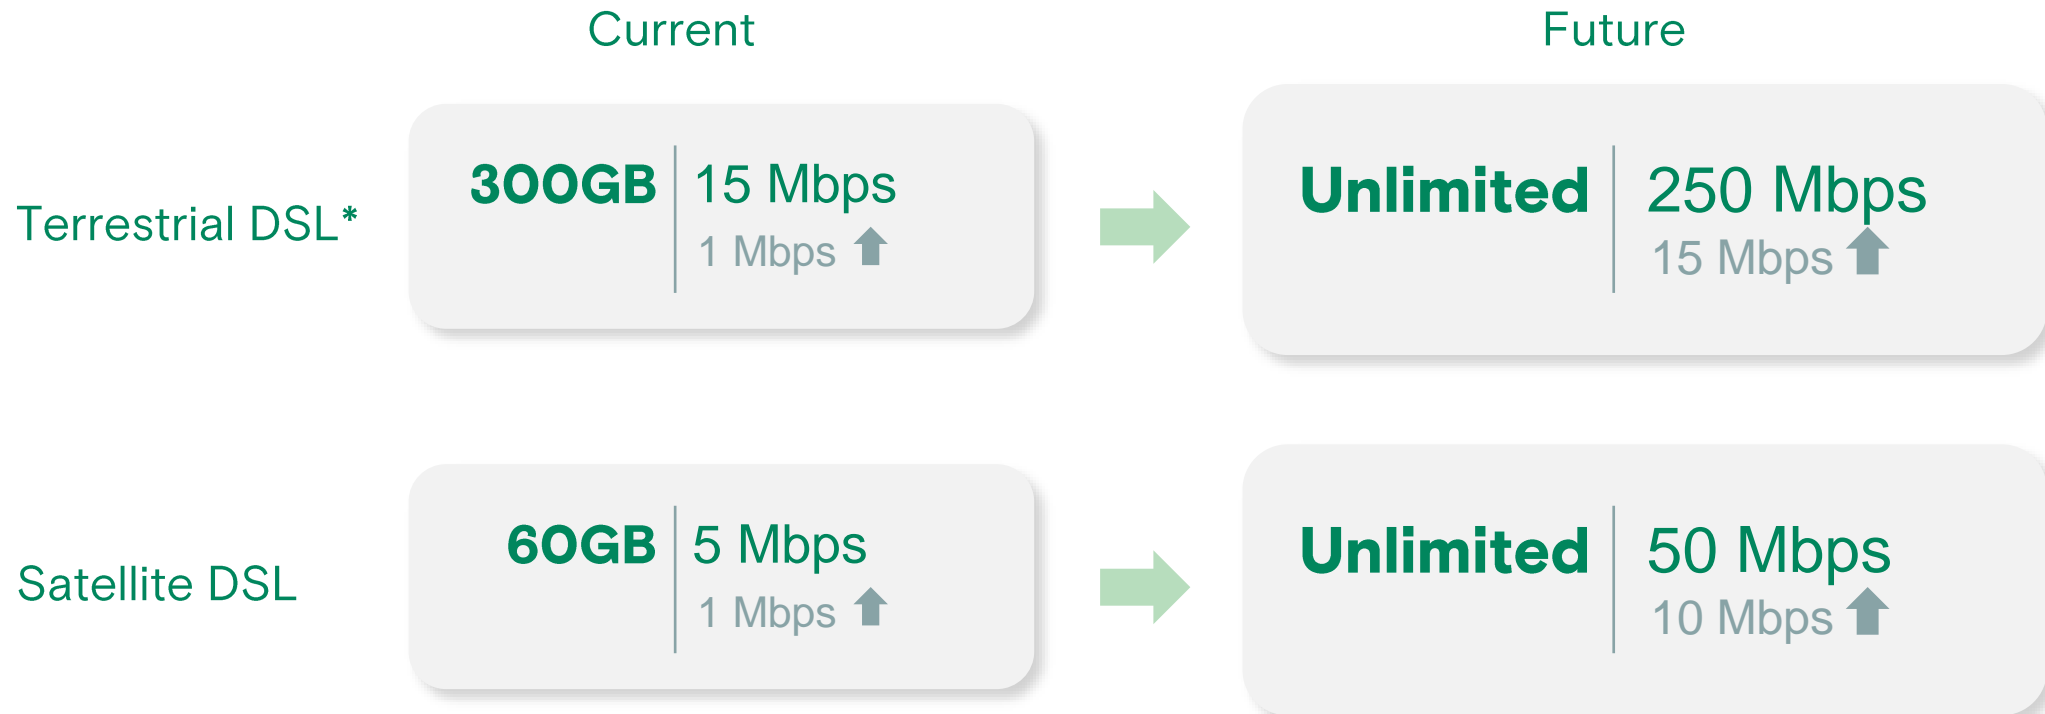 Current
Future
Terrestrial DSL*
300GB
15 Mbps
1 Mbps
Unlimited
250 Mbps
15 Mbps
Satellite DSL
60GB
5 Mbps
1 Mbps
Unlimited
50 Mbps
10 Mbps